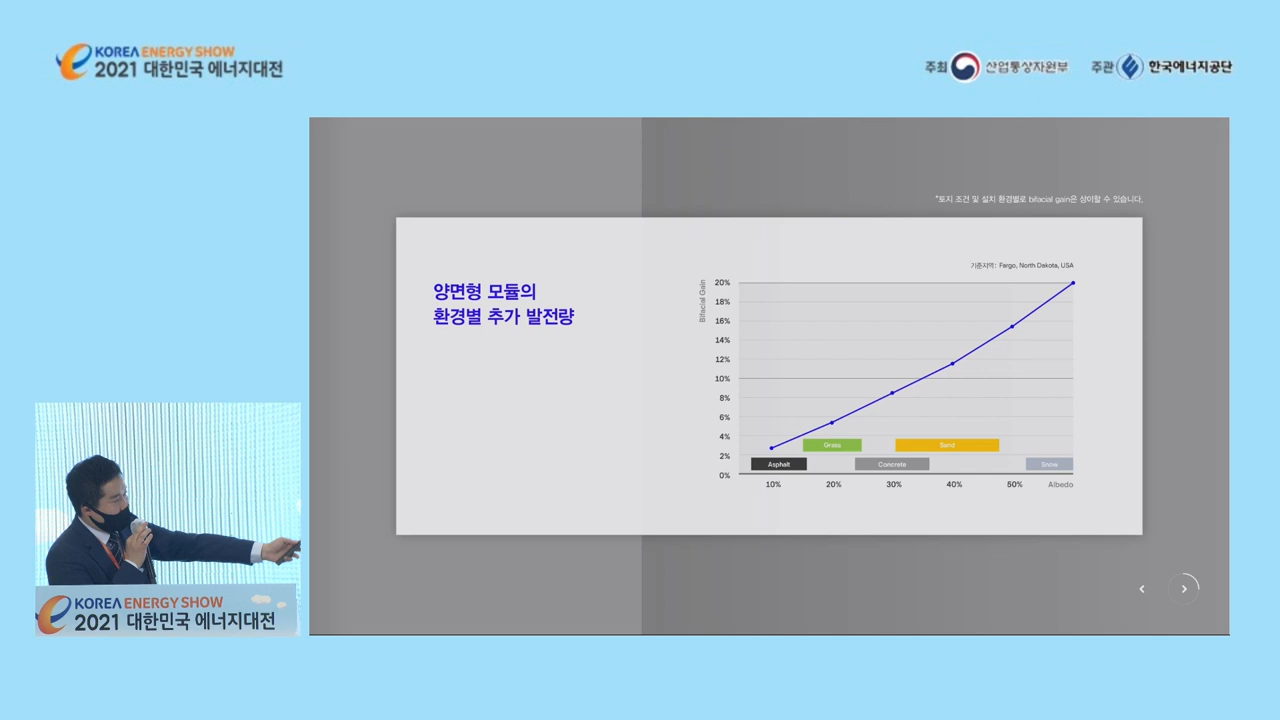 KOREA ENERGY SHOW
2021 대한민국 에너지대전
주최 산업통상자원부 주관 한국에너지공단
*토지 조건 및 설치 환경별로 bifacial gain은 상이할 수 있습니다.
양면형 모듈의
환경별 추가 발전량
기준지역: Fargo, North Dakota, USA
Bifacial Gain
20%
18%
16%
14%
12%
10%
8%
6%
4%
2%
0%
Grass
Sand
Asphalt
Concrete
Snow
10%
20%
30%
40%
50%
Albedo
KOREA ENERGY SHOW
2021 대한민국 에너지대전